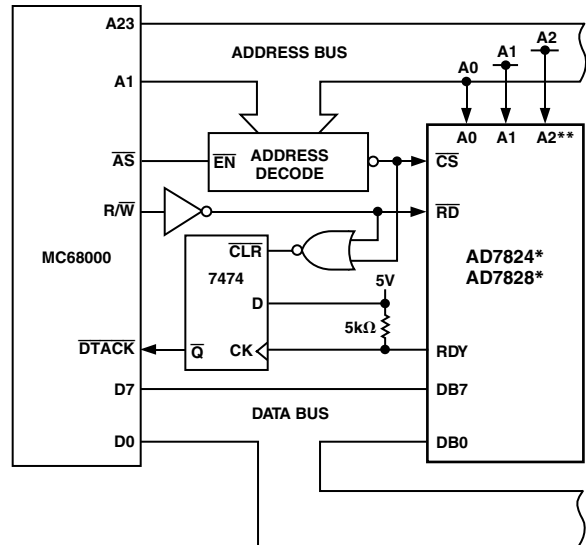 A23
ADDRESS BUS
A2
A1
A1
A0
A0 A1 A2**
AS
EN
ADDRESS
DECODE
CS
R/W
RD
MC68000
CLR
7474
AD7824*
AD7828*
5V
D
5kΩ
DTACK
Q
CK
RDY
D7
DB7
DATA BUS
D0
DB0